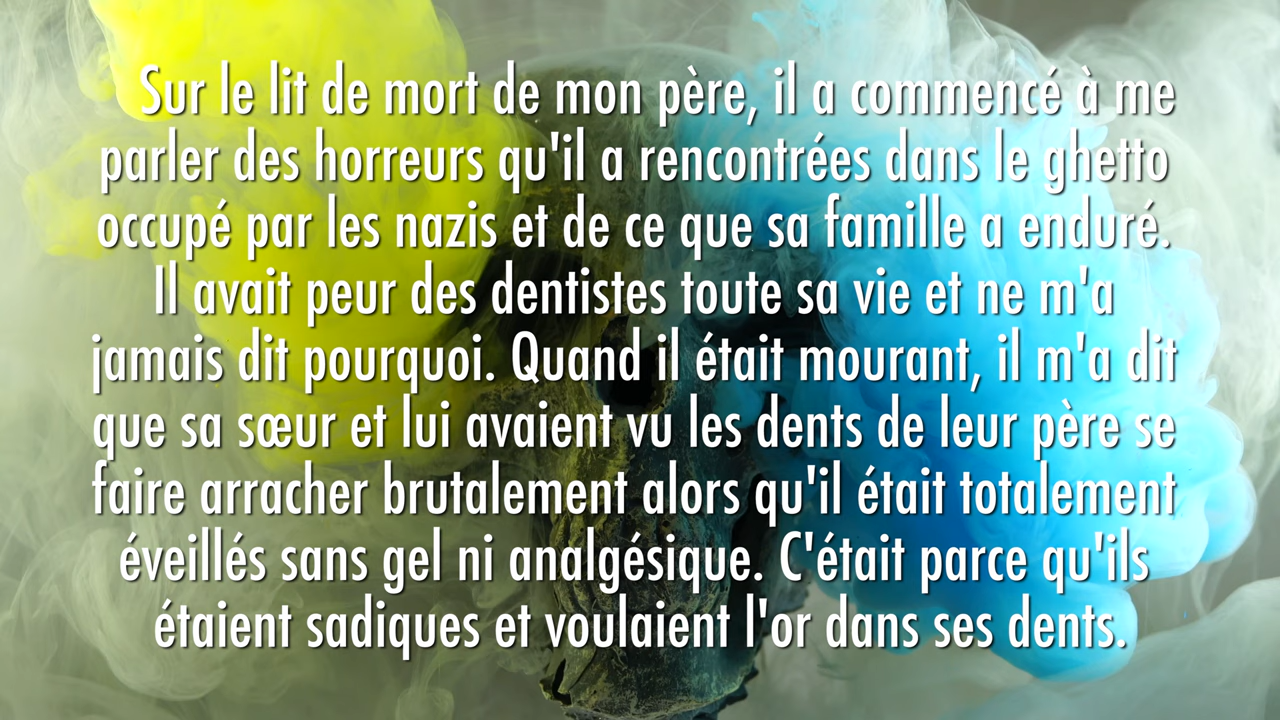 Sur le lit de mort de mon père, il a commencé à me
parler des horreurs qu'il a rencontrées dans le ghetto
occupé par les nazis et de ce que sa famille a enduré.
Il avait peur des dentistes toute sa vie et ne m'a
jamais dit pourquoi. Quand il était mourant, il m'a dit
que sa sœur et lui avaient vu les dents de leur père se
faire arracher brutalement alors qu'il était totalement
éveillés sans gel ni analgésique. C'était parce qu'ils
étaient sadiques et voulaient l'or dans ses dents.